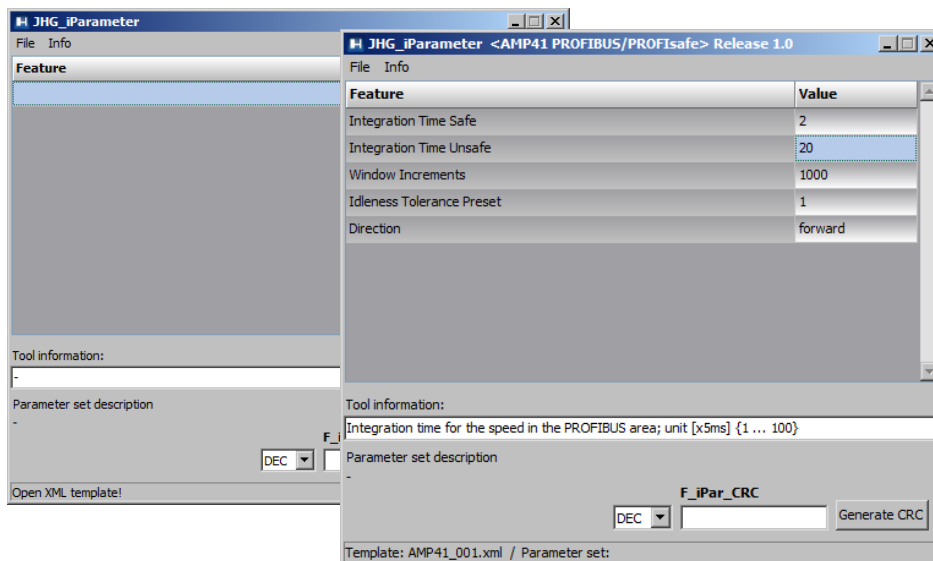 JHG_iParameter
File Info
Feature
Tool information:
-
Parameter set description
-
DEC
Open XML template!
JHG_iParameter <AMP41 PROFIBUS/PROFIsafe> Release 1.0
File Info
Feature Value
Integration Time Safe 2
Integration Time Unsafe 20
Window Increments 1000
Idleness Tolerance Preset 1
Direction forward
Tool information:
Integration time for the speed in the PROFIBUS area; unit [x5ms] {1 ... 100}
Parameter set description
-
F_iPar_CRC
DEC Generate CRC
Template: AMP41_001.xml / Parameter set: